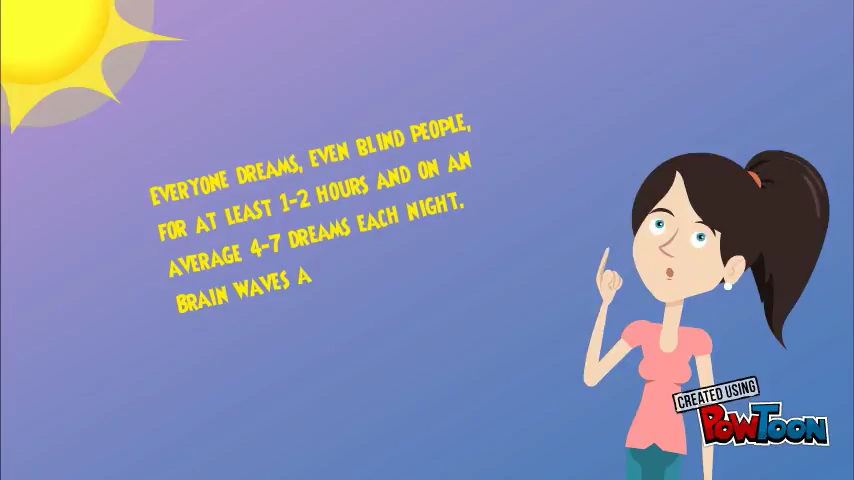 EVERYONE DREAMS, EVEN BLIND PEOPLE,
FOR AT LEAST 1-2 HOURS AND ON AN
AVERAGE 4-7 DREAMS EACH NIGHT.
BRAIN WAVES A
CREATED USING
POWTOON